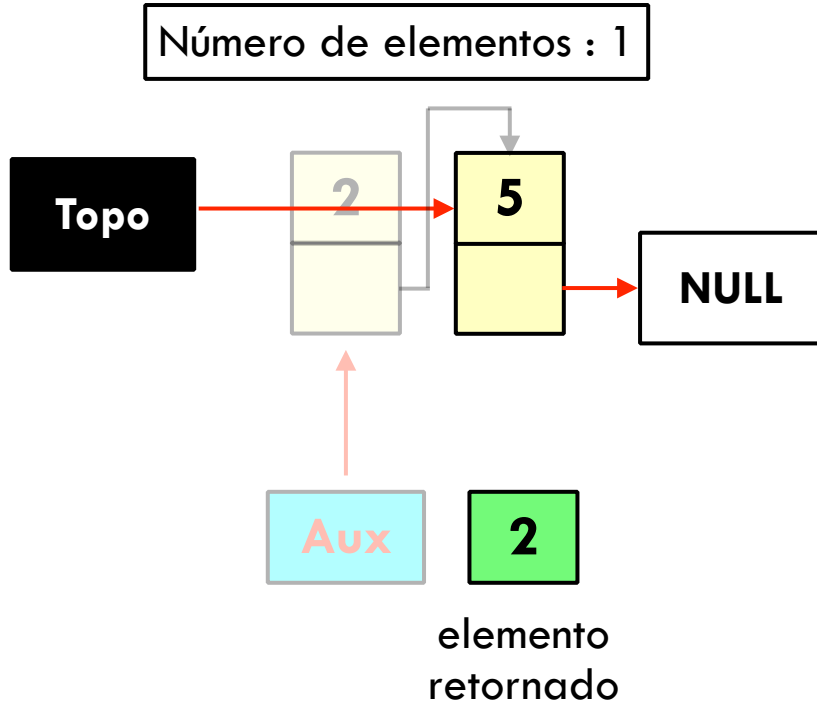 Número de elementos : 1
Topo
2
5
NULL
Aux
2
elemento
retornado